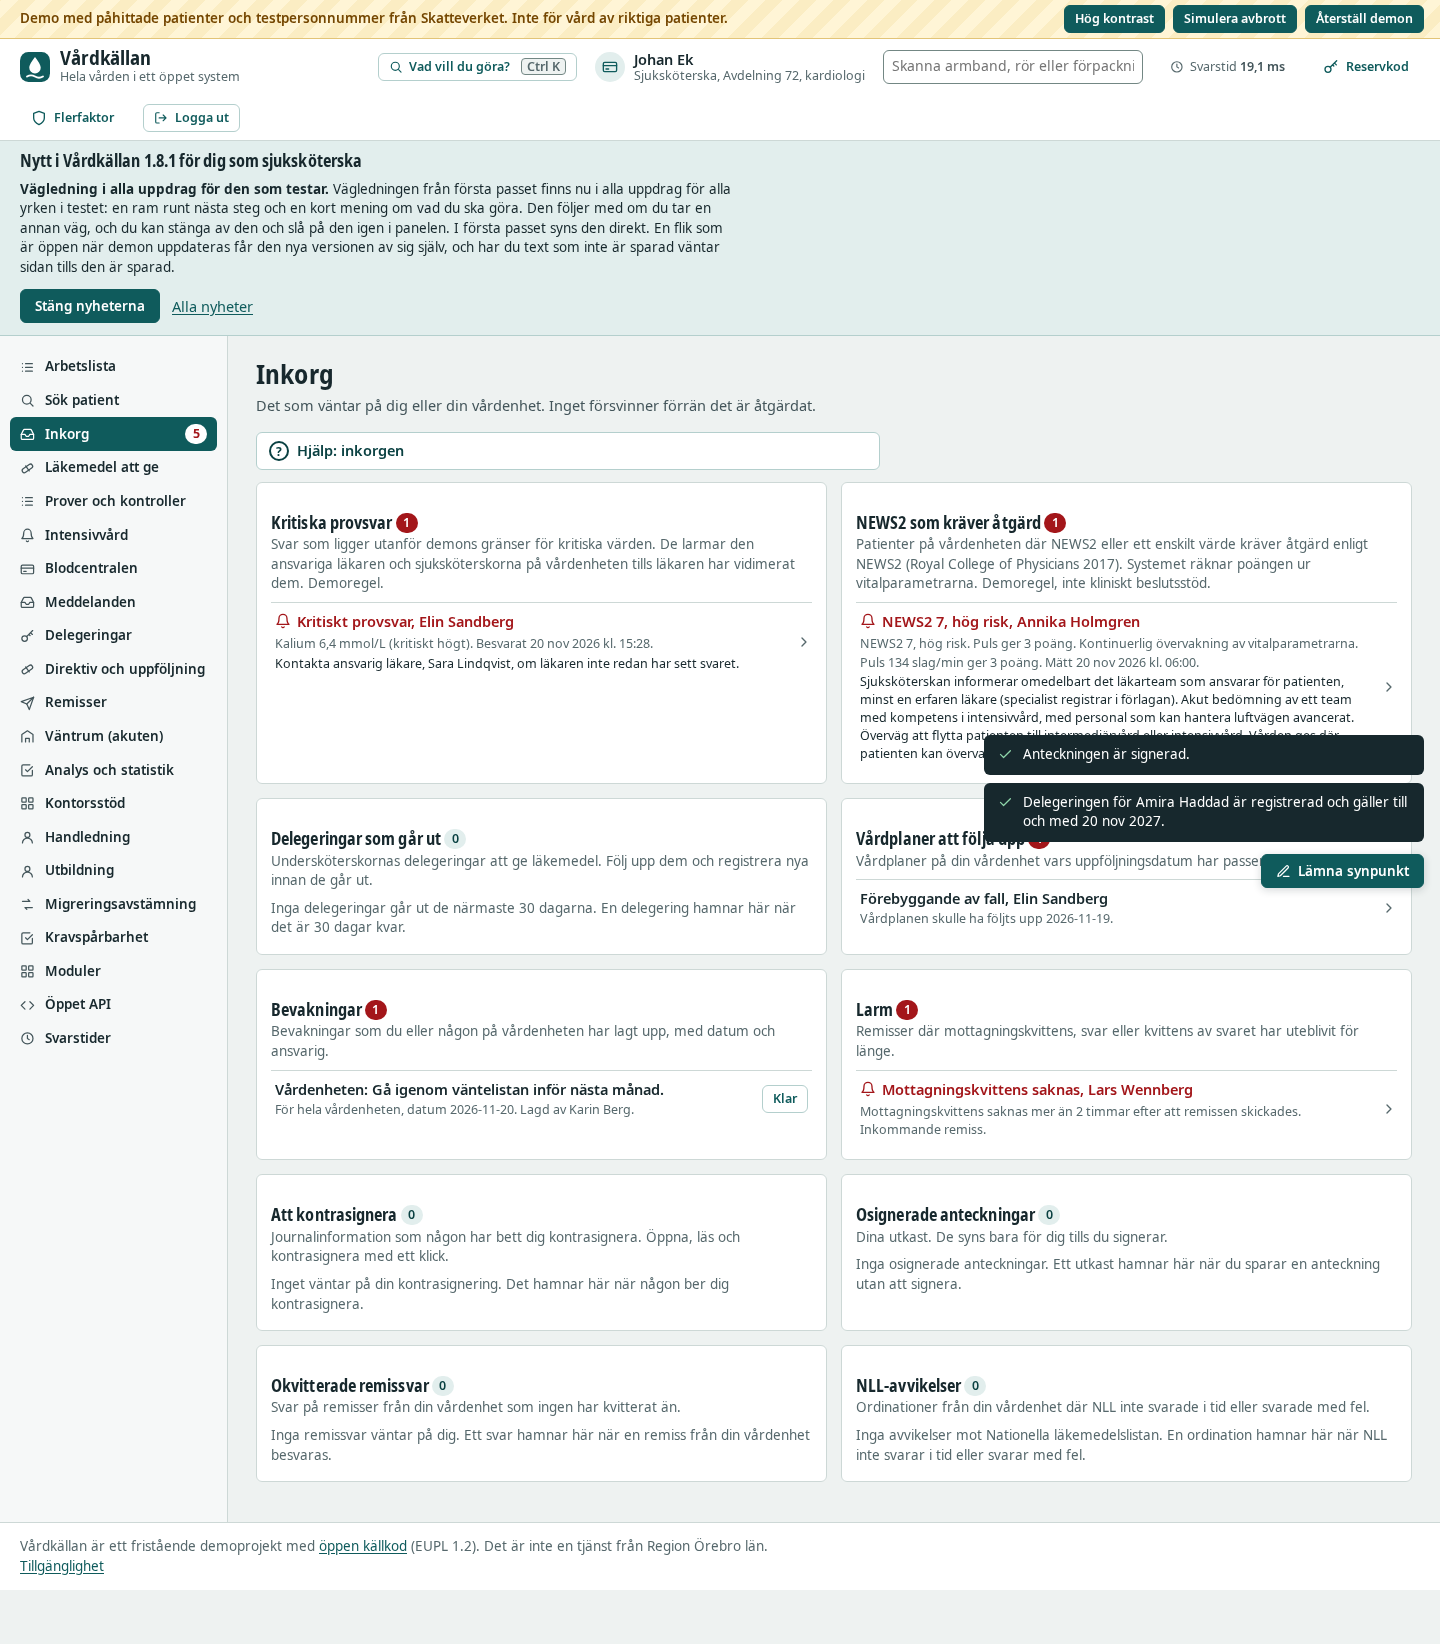 Demo med påhittade patienter och testpersonnummer från Skatteverket. Inte för vård av riktiga patienter.
Hög kontrast
Simulera avbrott
Återställ demon
Vårdkällan
Hela vården i ett öppet system
Vad vill du göra? Ctrl K
Johan Ek
Sjuksköterska, Avdelning 72, kardiologi
Skanna armband, rör eller förpackni
Svarstid 19,1 ms
Reservkod
Flerfaktor
Logga ut
Nytt i Vårdkällan 1.8.1 för dig som sjuksköterska
Vägledning i alla uppdrag för den som testar. Vägledningen från första passet finns nu i alla uppdrag för alla
yrken i testet: en ram runt nästa steg och en kort mening om vad du ska göra. Den följer med om du tar en
annan väg, och du kan stänga av den och slå på den igen i panelen. I första passet syns den direkt. En flik som
är öppen när demon uppdateras får den nya versionen av sig själv, och har du text som inte är sparad väntar
sidan tills den är sparad.
Stäng nyheterna
Alla nyheter
Arbetslista
Sök patient
Inkorg 5
Läkemedel att ge
Prover och kontroller
Intensivvård
Blodcentralen
Meddelanden
Delegeringar
Direktiv och uppföljning
Remisser
Väntrum (akuten)
Analys och statistik
Kontorsstöd
Handledning
Utbildning
Migreringsavstämning
Kravspårbarhet
Moduler
Öppet API
Svarstider
Inkorg
Det som väntar på dig eller din vårdenhet. Inget försvinner förrän det är åtgärdat.
? Hjälp: inkorgen
Kritiska provsvar 1
Svar som ligger utanför demons gränser för kritiska värden. De larmar den
ansvariga läkaren och sjuksköterskorna på vårdenheten tills läkaren har vidimerat
dem. Demoregel.
Kritiskt provsvar, Elin Sandberg
Kalium 6,4 mmol/L (kritiskt högt). Besvarat 20 nov 2026 kl. 15:28.
Kontakta ansvarig läkare, Sara Lindqvist, om läkaren inte redan har sett svaret.
NEWS2 som kräver åtgärd 1
Patienter på vårdenheten där NEWS2 eller ett enskilt värde kräver åtgärd enligt
NEWS2 (Royal College of Physicians 2017). Systemet räknar poängen ur
vitalparametrarna. Demoregel, inte kliniskt beslutsstöd.
NEWS2 7, hög risk, Annika Holmgren
NEWS2 7, hög risk. Puls ger 3 poäng. Kontinuerlig övervakning av vitalparametrarna.
Puls 134 slag/min ger 3 poäng. Mätt 20 nov 2026 kl. 06:00.
Sjuksköterskan informerar omedelbart det läkarteam som ansvarar för patienten,
minst en erfaren läkare (specialist registrar i förlagan). Akut bedömning av ett team
med kompetens i intensivvård, med personal som kan hantera luftvägen avancerat.
Överväg att flytta patienten till intermediärvård eller intensivvård. Vården ges där
patienten kan överva
Anteckningen är signerad.
Delegeringen för Amira Haddad är registrerad och gäller till
och med 20 nov 2027.
Lämna synpunkt
Delegeringar som går ut 0
Undersköterskornas delegeringar att ge läkemedel. Följ upp dem och registrera nya
innan de går ut.
Inga delegeringar går ut de närmaste 30 dagarna. En delegering hamnar här när
det är 30 dagar kvar.
Vårdplaner att följa upp
Vårdplaner på din vårdenhet vars uppföljningsdatum har passer
Förebyggande av fall, Elin Sandberg
Vårdplanen skulle ha följts upp 2026-11-19.
Bevakningar 1
Bevakningar som du eller någon på vårdenheten har lagt upp, med datum och
ansvarig.
Vårdenheten: Gå igenom väntelistan inför nästa månad.
För hela vårdenheten, datum 2026-11-20. Lagd av Karin Berg.
Klar
Larm 1
Remisser där mottagningskvittens, svar eller kvittens av svaret har uteblivit för
länge.
Mottagningskvittens saknas, Lars Wennberg
Mottagningskvittens saknas mer än 2 timmar efter att remissen skickades.
Inkommande remiss.
Att kontrasignera 0
Journalinformation som någon har bett dig kontrasignera. Öppna, läs och
kontrasignera med ett klick.
Inget väntar på din kontrasignering. Det hamnar här när någon ber dig
kontrasignera.
Osignerade anteckningar 0
Dina utkast. De syns bara för dig tills du signerar.
Inga osignerade anteckningar. Ett utkast hamnar här när du sparar en anteckning
utan att signera.
Okvitterade remissvar 0
Svar på remisser från din vårdenhet som ingen har kvitterat än.
Inga remissvar väntar på dig. Ett svar hamnar här när en remiss från din vårdenhet
besvaras.
NLL-avvikelser 0
Ordinationer från din vårdenhet där NLL inte svarade i tid eller svarade med fel.
Inga avvikelser mot Nationella läkemedelslistan. En ordination hamnar här när NLL
inte svarar i tid eller svarar med fel.
Vårdkällan är ett fristående demoprojekt med öppen källkod (EUPL 1.2). Det är inte en tjänst från Region Örebro län.
Tillgänglighet